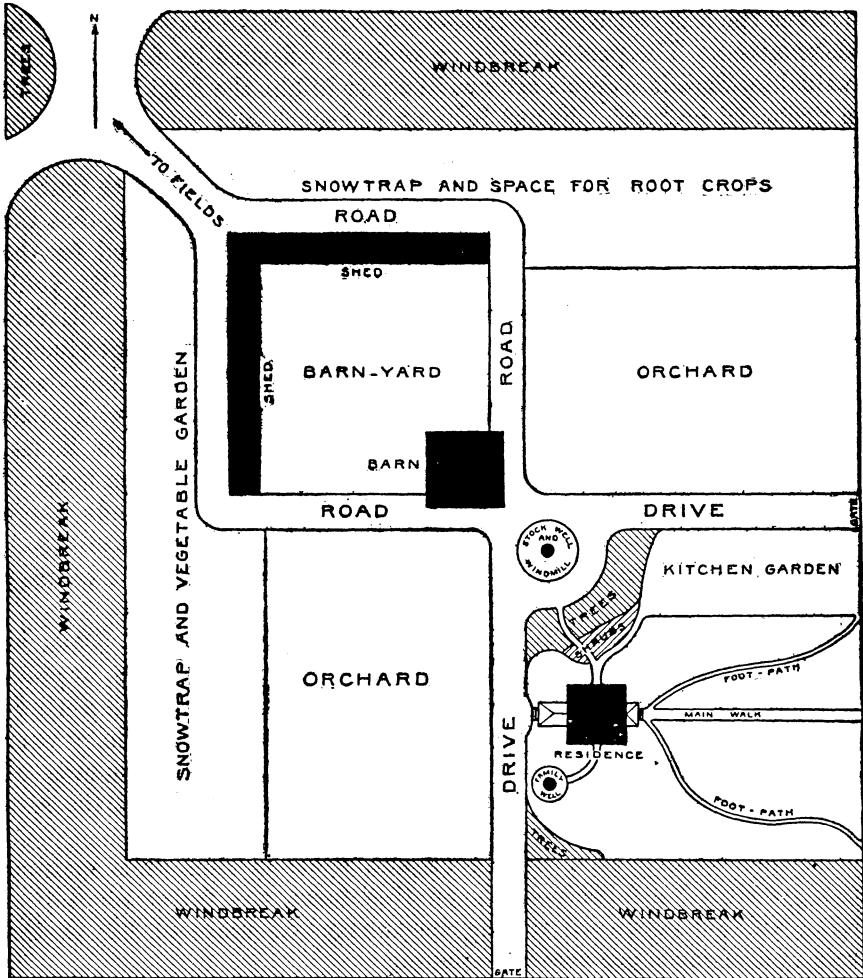 N
TREES
WINDBREAK
TO FIELDS
SNOWTRAP AND SPACE FOR ROOT CROPS
ROAD
SHED
SHED
BARN-YARD
ROAD
ORCHARD
SNOWTRAP AND VEGETABLE GARDEN
BARN
WINDBREAK
ROAD
DRIVE
GATE
STOCK WELL
AND
WINDMILL
KITCHEN GARDEN
TREES
SHRUBS
ORCHARD
FOOT-PATH
MAIN WALK
RESIDENCE
DRIVE
FAMILY
WELL
FOOT-PATH
TREES
WINDBREAK
WINDBREAK
GATE